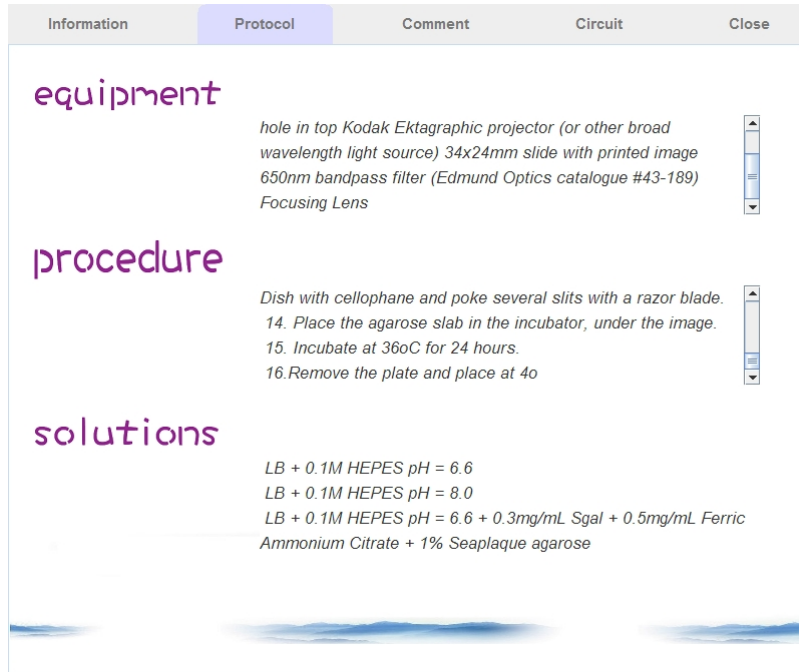 Information Protocol Comment Circuit Close
equipment
hole in top Kodak Ektagraphic projector (or other broad
wavelength light source) 34x24mm slide with printed image
650nm bandpass filter (Edmund Optics catalogue #43-189)
Focusing Lens
procedure
Dish with cellophane and poke several slits with a razor blade.
14. Place the agarose slab in the incubator, under the image.
15. Incubate at 36oC for 24 hours.
16.Remove the plate and place at 4o
solutions
LB + 0.1M HEPES pH = 6.6
LB + 0.1M HEPES pH = 8.0
LB + 0.1M HEPES pH = 6.6 + 0.3mg/mL Sgal + 0.5mg/mL Ferric
Ammonium Citrate + 1% Seaplaque agarose